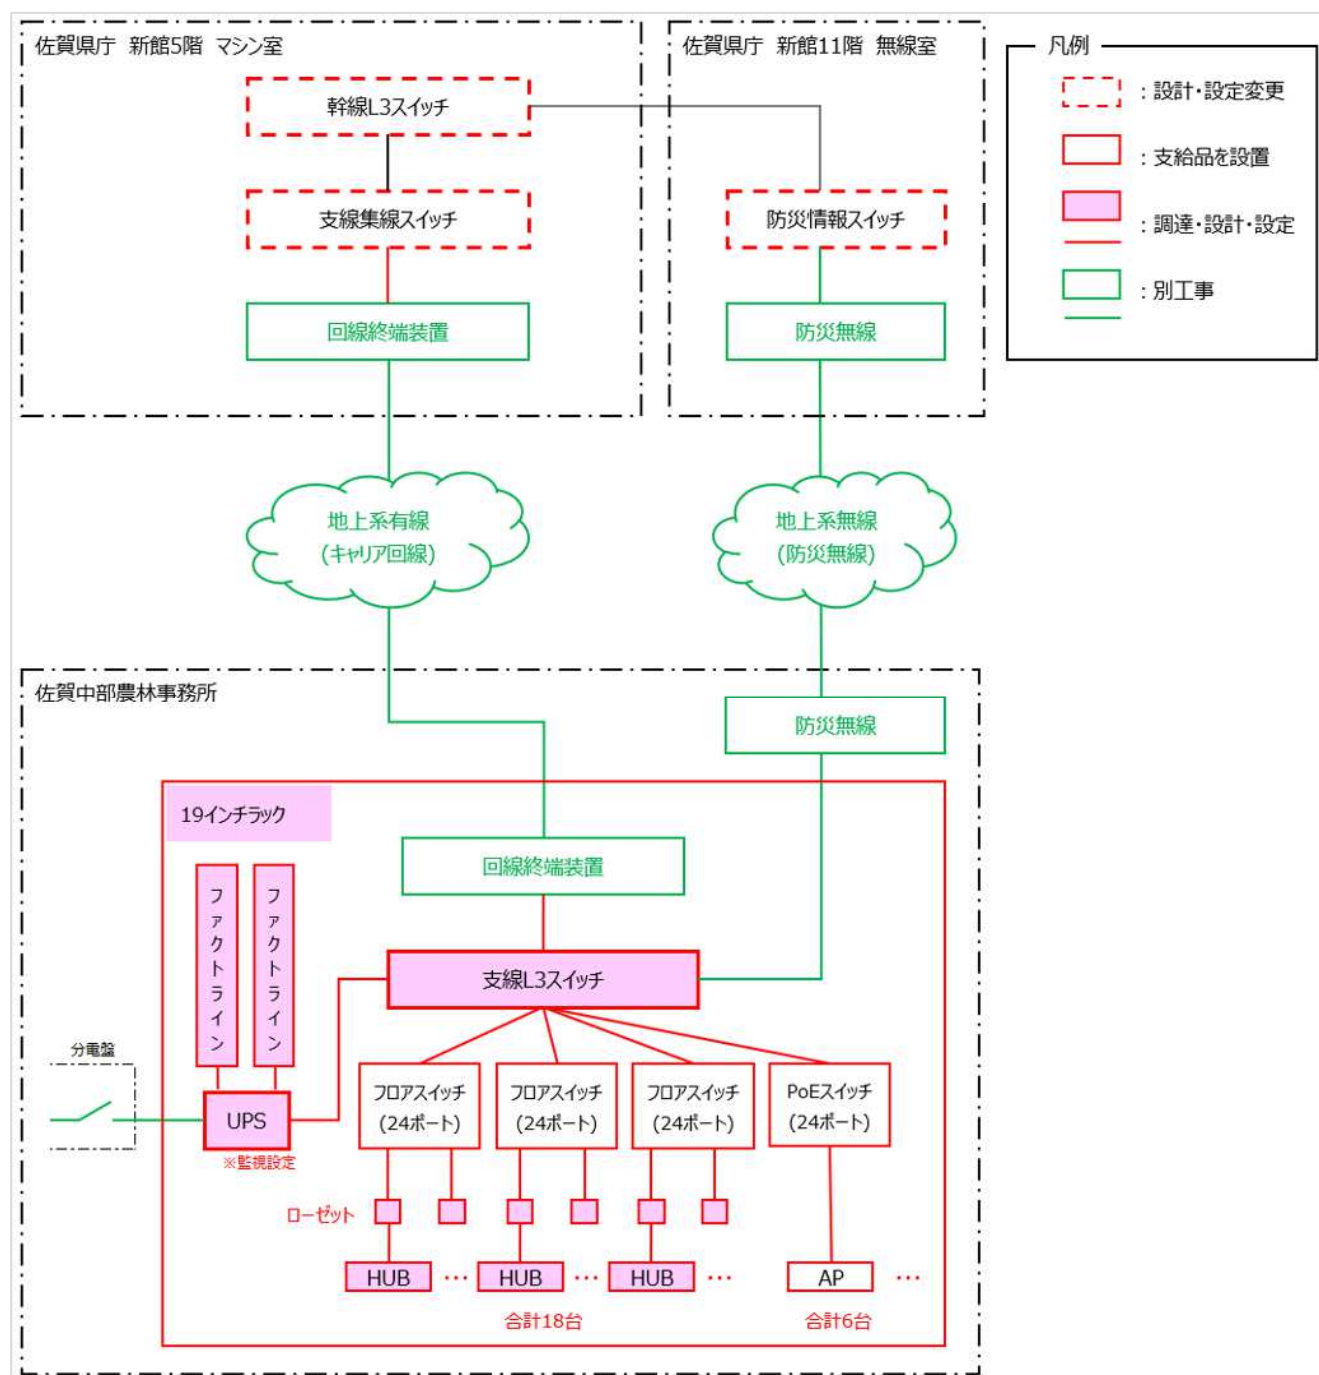 佐賀県庁 新館5階 マシン室
幹線L3スイッチ
支線集線スイッチ
回線終端装置
佐賀県庁 新館11階 無線室
防災情報スイッチ
防災無線
凡例
：設計・設定変更
：支給品を設置
：調達・設計・設定
：別工事
地上系有線
(キャリア回線)
地上系無線
(防災無線)
佐賀中部農林事務所
防災無線
19インチラック
回線終端装置
ファクトライン
ファクトライン
支線L3スイッチ
分電盤
UPS
※監視設定
フロアスイッチ
(24ポート)
フロアスイッチ
(24ポート)
フロアスイッチ
(24ポート)
PoEスイッチ
(24ポート)
ローゼット
HUB
…
HUB
…
HUB
…
AP
…
合計18台
合計6台